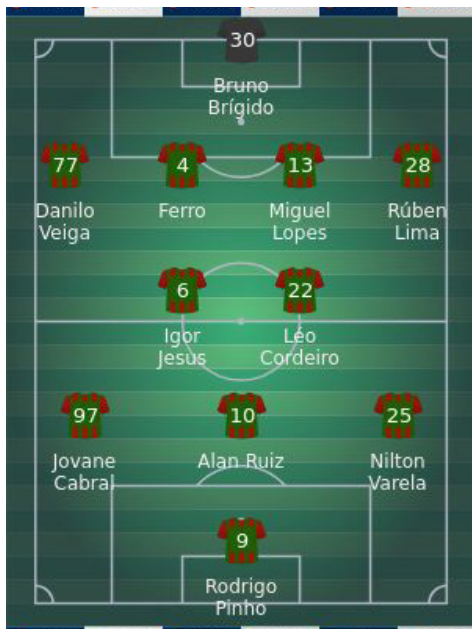 30
Bruno
Brígido
77
4
13
28
Danilo
Veiga
Ferro
Miguel
Lopes
Rúben
Lima
6
22
Igor
Jesus
Léo
Cordeiro
97
10
25
Jovane
Cabral
Alan Ruiz
Nilton
Varela
9
Rodrigo
Pinho